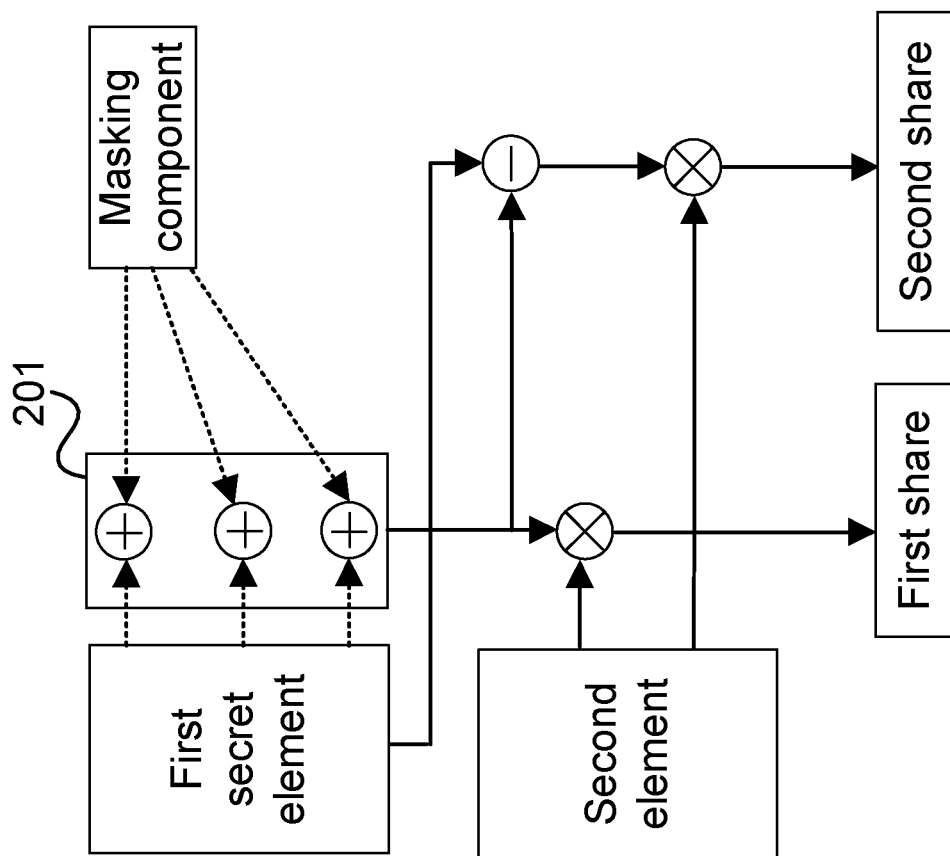 201
Masking
component
First
secret
element
Second
element
First share
Second share